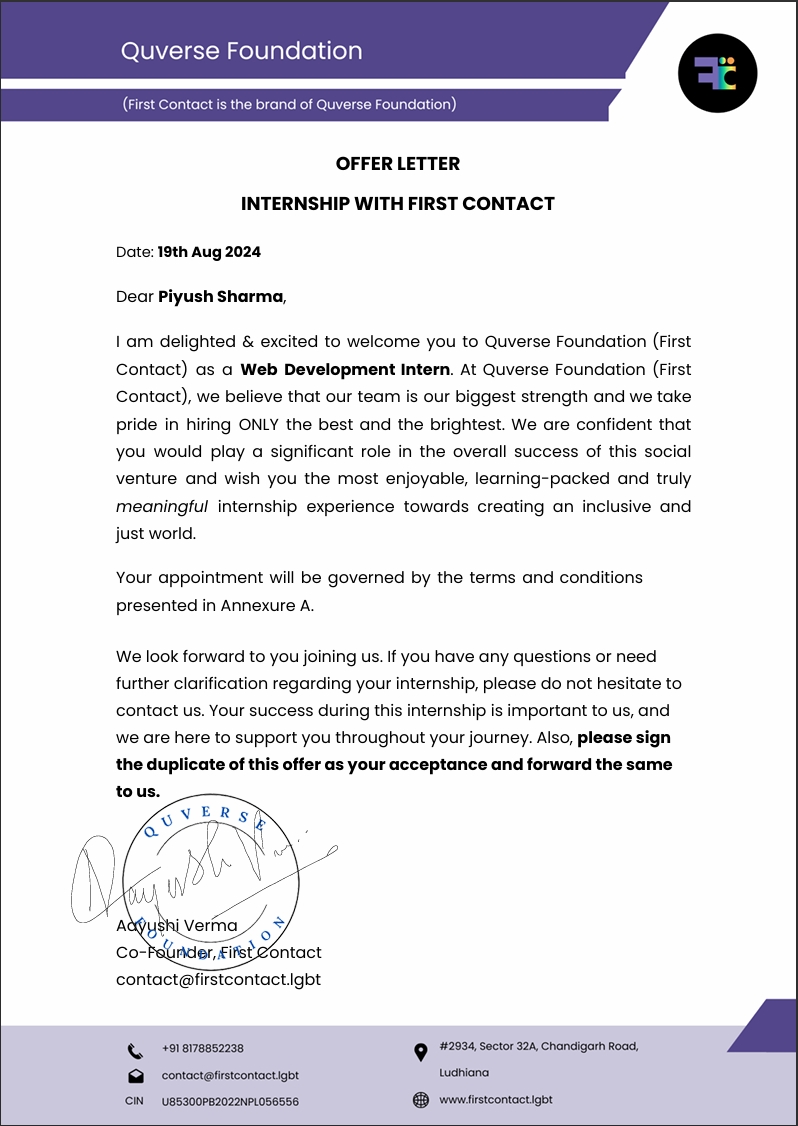 Quverse Foundation
(First Contact is the brand of Quverse Foundation)
OFFER LETTER
INTERNSHIP WITH FIRST CONTACT
Date: 19th Aug 2024
Dear Piyush Sharma,
I am delighted & excited to welcome you to Quverse Foundation (First
Contact) as a Web Development Intern. At Quverse Foundation (First
Contact), we believe that our team is our biggest strength and we take
pride in hiring ONLY the best and the brightest. We are confident that
you would play a significant role in the overall success of this social
venture and wish you the most enjoyable, learning-packed and truly
meaningful internship experience towards creating an inclusive and
just world.
Your appointment will be governed by the terms and conditions
presented in Annexure A.
We look forward to you joining us. If you have any questions or need
further clarification regarding your internship, please do not hesitate to
contact us. Your success during this internship is important to us, and
we are here to support you throughout your journey. Also, please sign
the duplicate of this offer as your acceptance and forward the same
to us.
QUVERSE
FOUNDATION
Aayushi Verma
Co-Founder, First Contact
contact@firstcontact.lgbt
+91 8178852238
contact@firstcontact.lgbt
CIN U85300PB2022NPL056556
#2934, Sector 32A, Chandigarh Road,
Ludhiana
www.firstcontact.lgbt